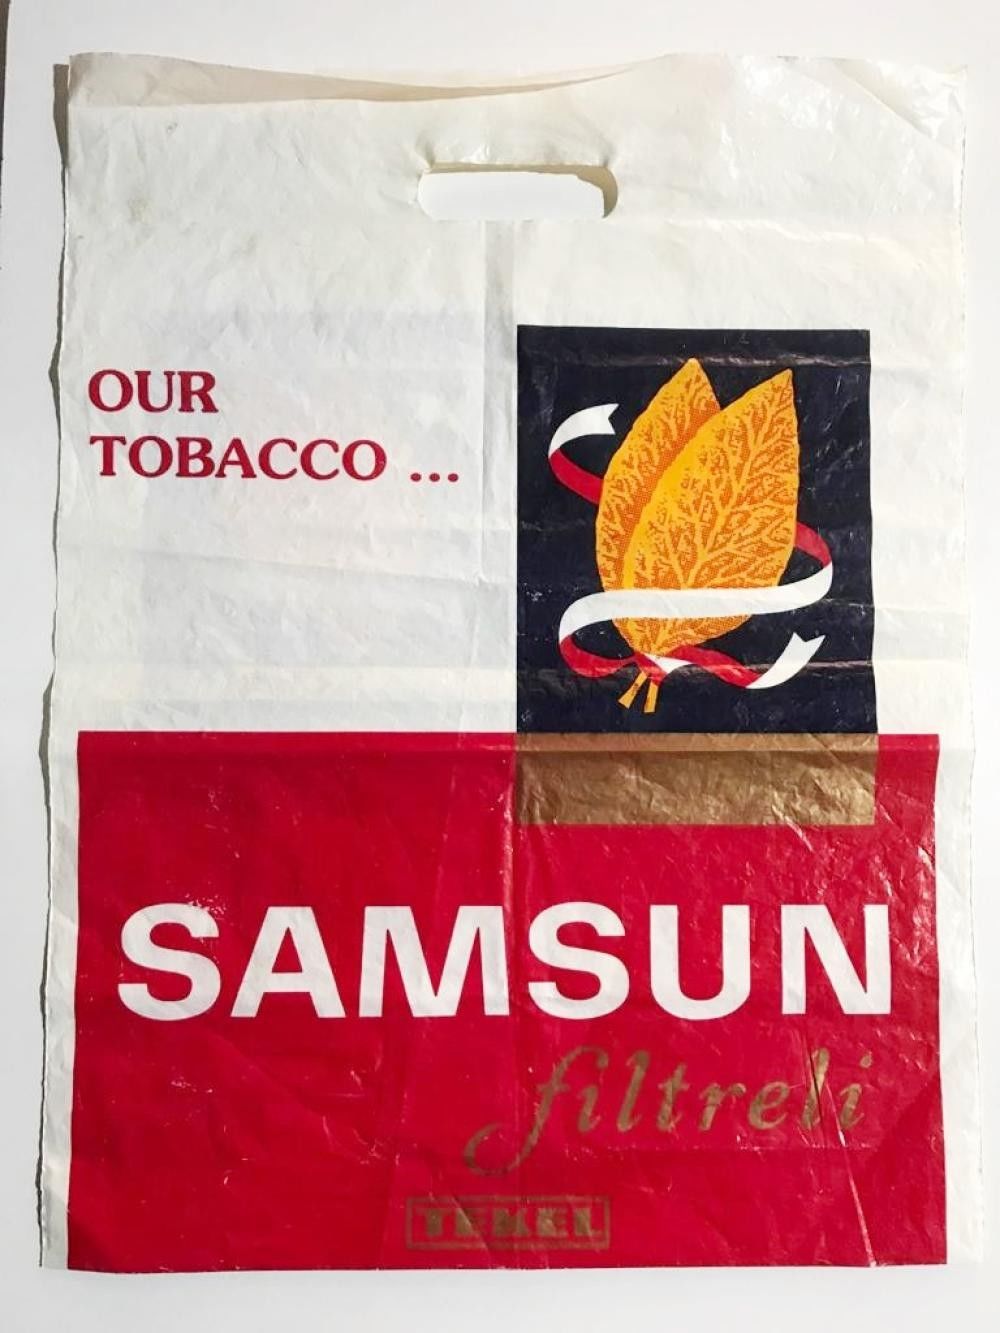 OUR
TOBACCO ...
SAMSUN
filtreli
TEKEL